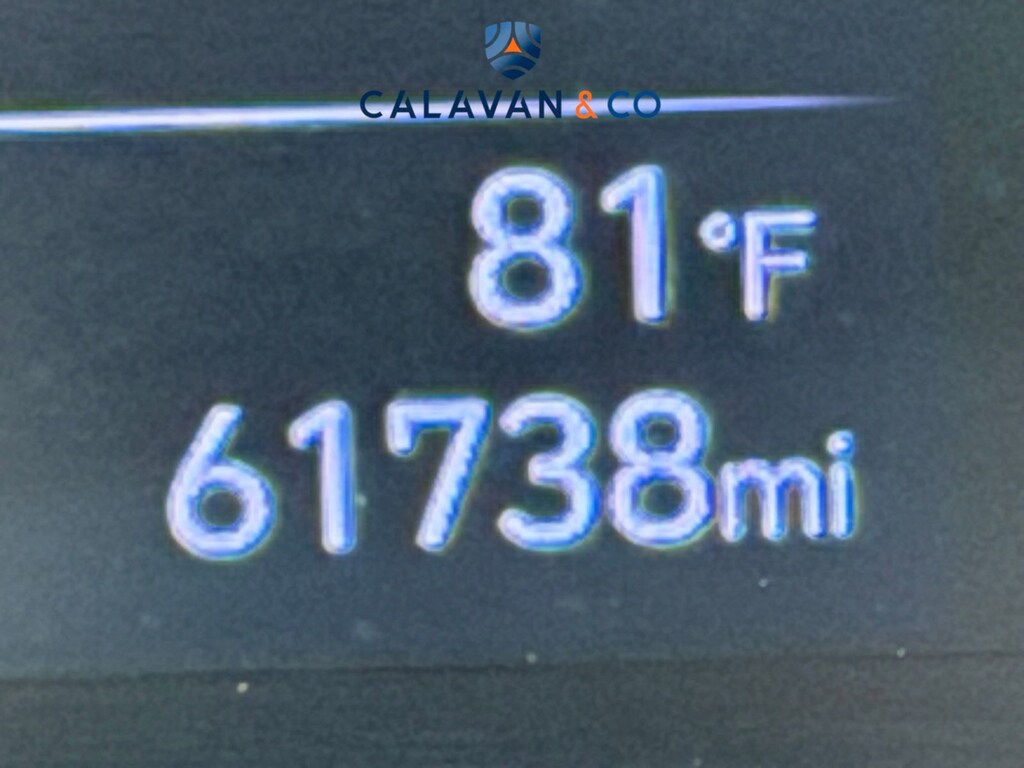 CALAVAN & CO
81°F
61738mi